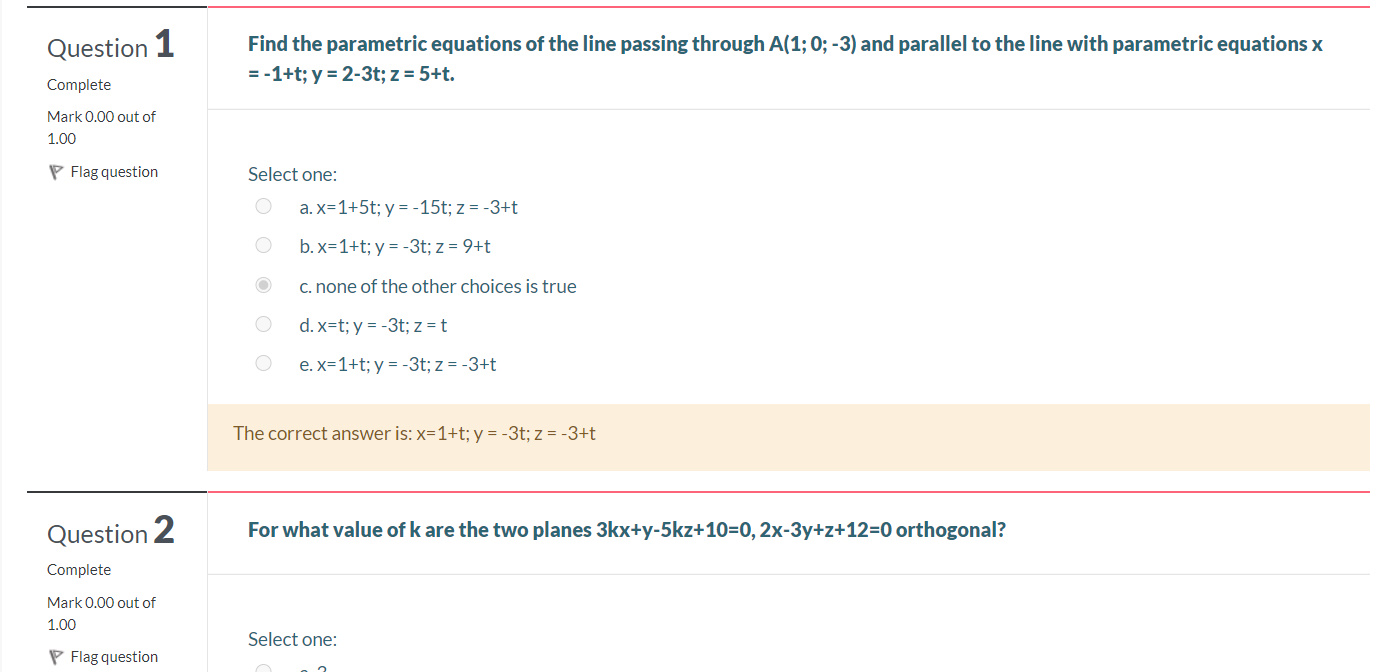 Question 1
Complete
Mark 0.00 out of
1.00
Flag question
Find the parametric equations of the line passing through A(1; 0; -3) and parallel to the line with parametric equations x
= -1+t; y = 2-3t; z = 5+t.
Select one:
a. x=1+5t; y = -15t; z = -3+t
b. x=1+t; y = -3t; z = 9+t
c. none of the other choices is true
d. x=t; y = -3t; z = t
e. x=1+t; y = -3t; z = -3+t
The correct answer is: x=1+t; y = -3t; z = -3+t
Question 2
Complete
Mark 0.00 out of
1.00
Flag question
For what value of k are the two planes 3kx+y-5kz+10=0, 2x-3y+z+12=0 orthogonal?
Select one: